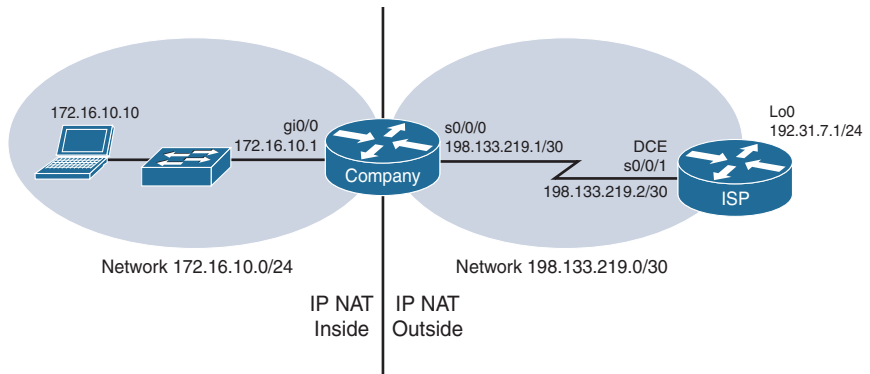 172.16.10.10
gi0/0
172.16.10.1
Company
s0/0/0
198.133.219.1/30
DCE
s0/0/1
198.133.219.2/30
Lo0
192.31.7.1/24
ISP
Network 172.16.10.0/24
Network 198.133.219.0/30
IP NAT
Inside
IP NAT
Outside